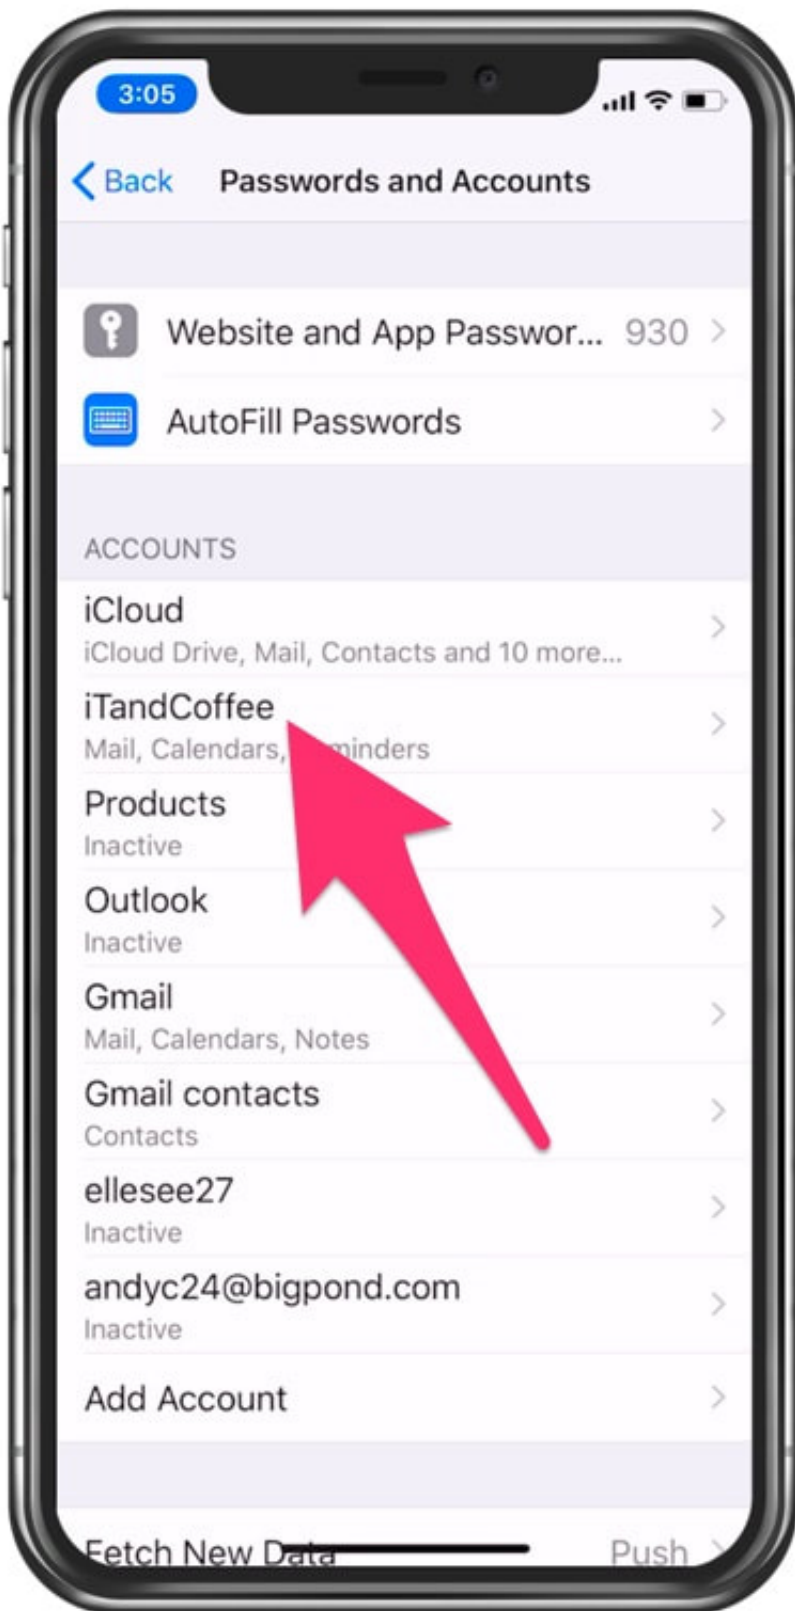 3:05
Back Passwords and Accounts
Website and App Passwor... 930
AutoFill Passwords
ACCOUNTS
iCloud
iCloud Drive, Mail, Contacts and 10 more...
iTandCoffee
Mail, Calendars, minders
Products
Inactive
Outlook
Inactive
Gmail
Mail, Calendars, Notes
Gmail contacts
Contacts
ellesee27
Inactive
andyc24@bigpond.com
Inactive
Add Account
Fetch New Data Push